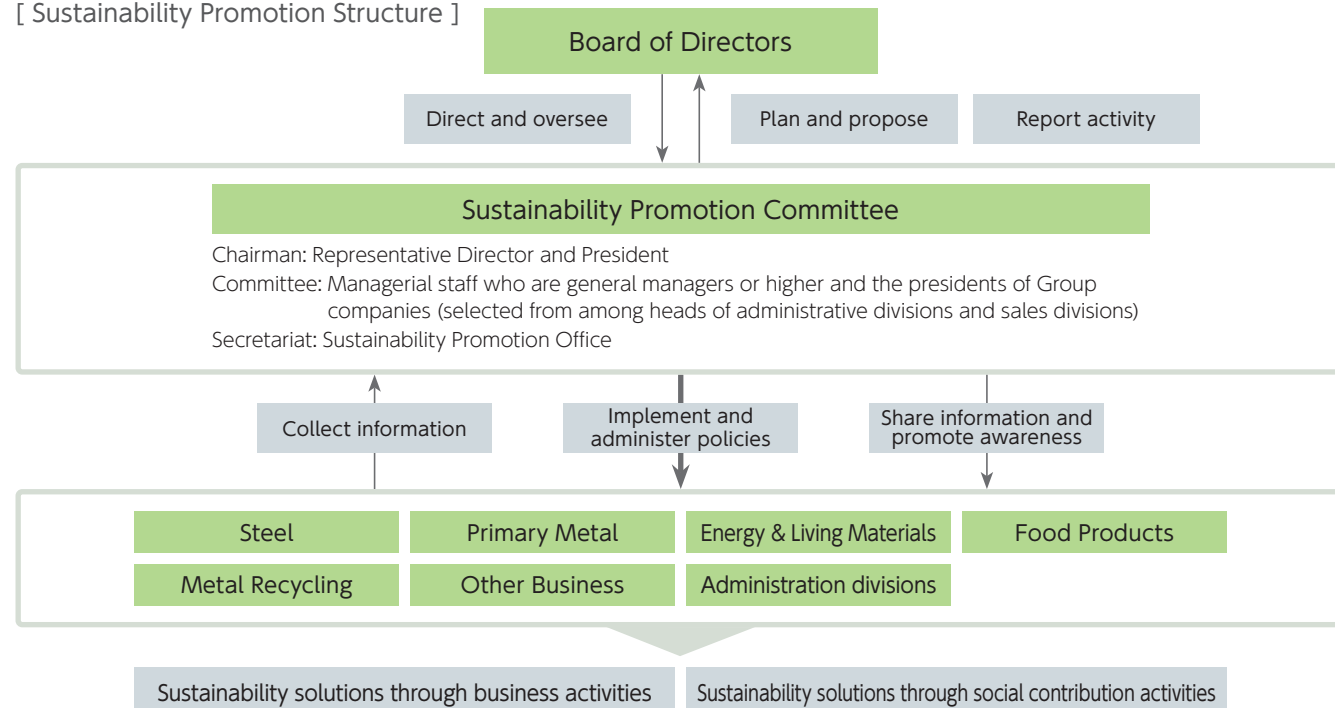 [ Sustainability Promotion Structure ]
Board of Directors
Direct and oversee
Plan and propose
Report activity
Sustainability Promotion Committee
Chairman: Representative Director and President
Committee: Managerial staff who are general managers or higher and the presidents of Group
companies (selected from among heads of administrative divisions and sales divisions)
Secretariat: Sustainability Promotion Office
Collect information
Implement and
administer policies
Share information and
promote awareness
Steel
Primary Metal
Energy & Living Materials
Food Products
Metal Recycling
Other Business
Administration divisions
Sustainability solutions through business activities
Sustainability solutions through social contribution activities